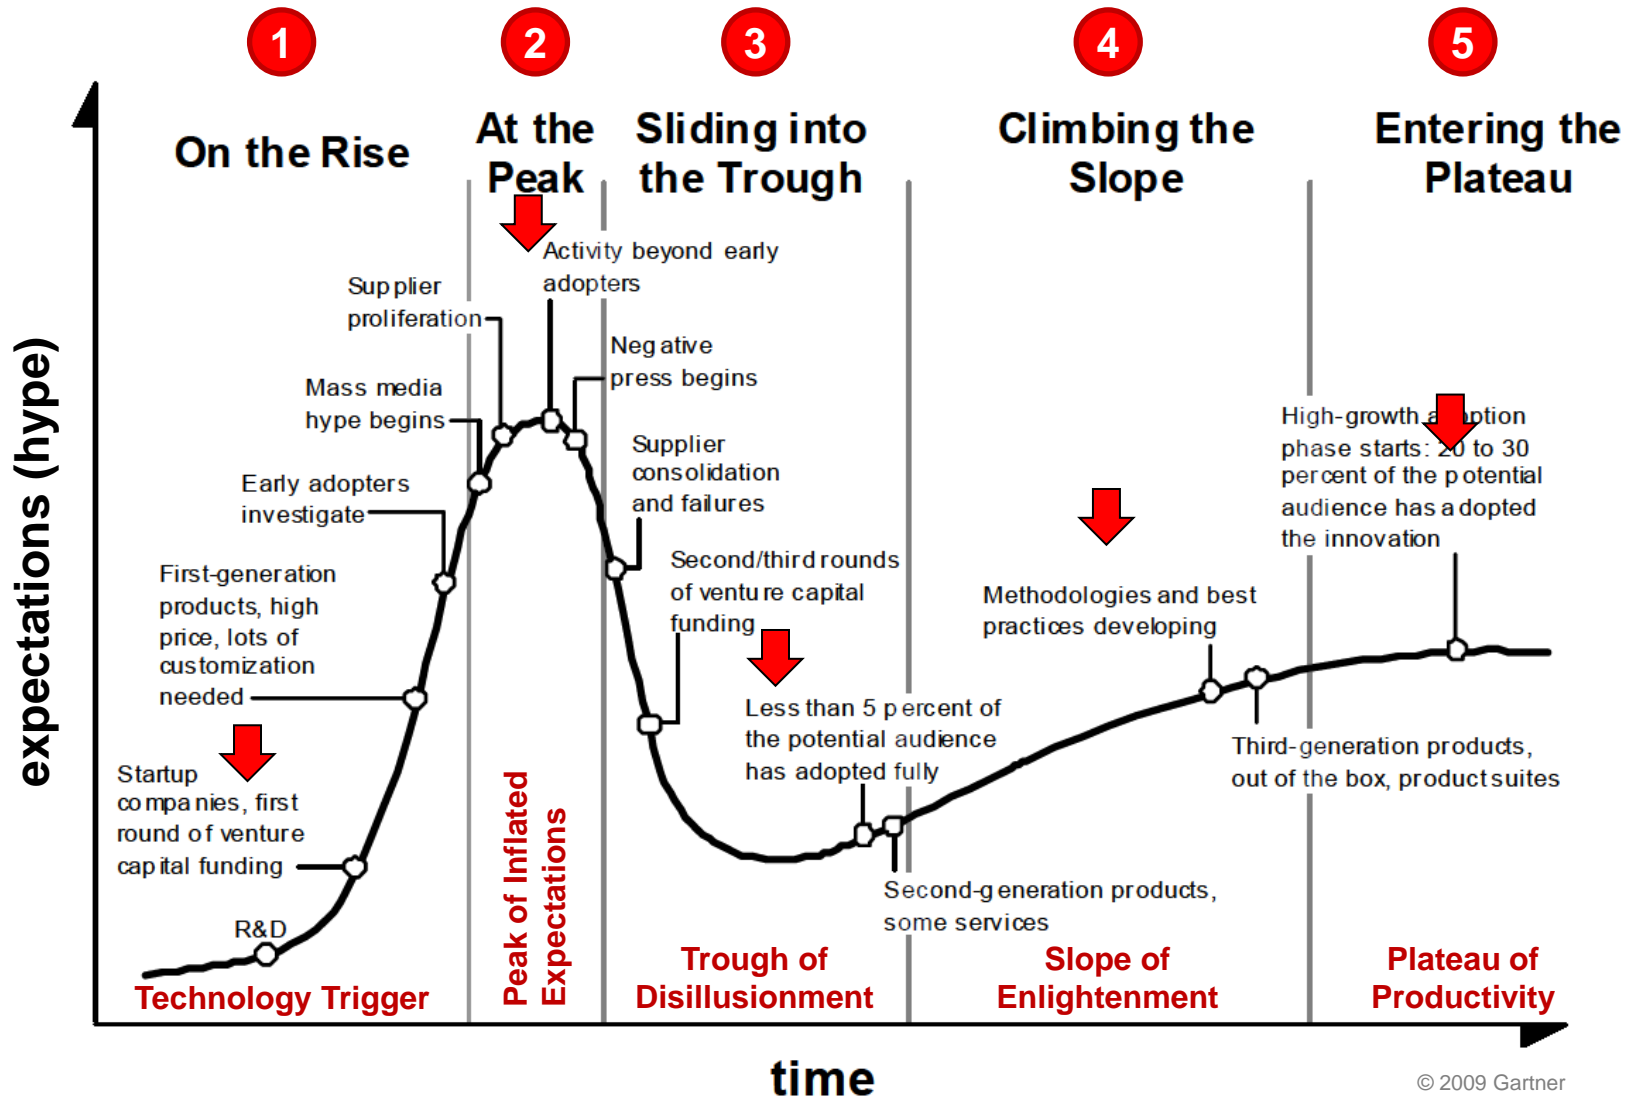 1
2
3
4
5
On the Rise
At the
Peak
Sliding into
the Trough
Climbing the
Slope
Entering the
Plateau
expectations (hype)
Activity beyond early
adopters
Supplier
proliferation
Negative
press begins
Mass media
hype begins
Supplier
consolidation
and failures
Early adopters
investigate
High-growth adoption
phase starts: 20 to 30
percent of the potential
audience has adopted
the innovation
Second/third rounds
of venture capital
funding
First-generation
products, high
price, lots of
customization
needed
Methodologies and best
practices developing
Less than 5 percent of
the potential audience
has adopted fully
Startup
companies, first
round of venture
capital funding
Third-generation products,
out of the box, product suites
R&D
Second-generation products,
some services
Technology Trigger
Peak of Inflated
Expectations
Trough of
Disillusionment
Slope of
Enlightenment
Plateau of
Productivity
time
© 2009 Gartner